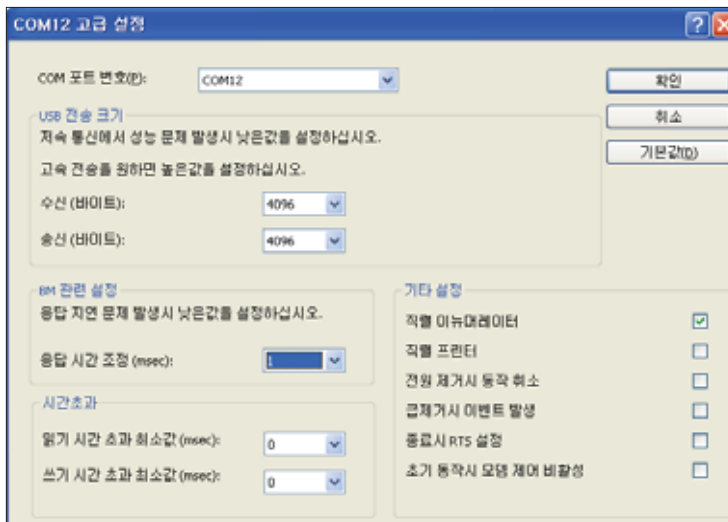 COM12 고급 설정
COM 포트 번호(P):
COM12
확인
취소
기본값(D)
USB 전송 크기
저속 통신에서 성능 문제 발생시 낮은값을 설정하십시오.
고속 전송을 원하면 높은값을 설정하십시오.
수신 (바이트):
4096
송신 (바이트):
4096
BM 관련 설정
응답 지연 문제 발생시 낮은값을 설정하십시오.
응답 시간 조정 (msec):
1
시간초과
읽기 시간 초과 최소값 (msec):
0
쓰기 시간 초과 최소값 (msec):
0
기타 설정
직렬 이뉴머레이터
직렬 프린터
전원 제거시 동작 취소
급제거시 이벤트 발생
종료시 RTS 설정
초기 동작시 모뎀 제어 비활성